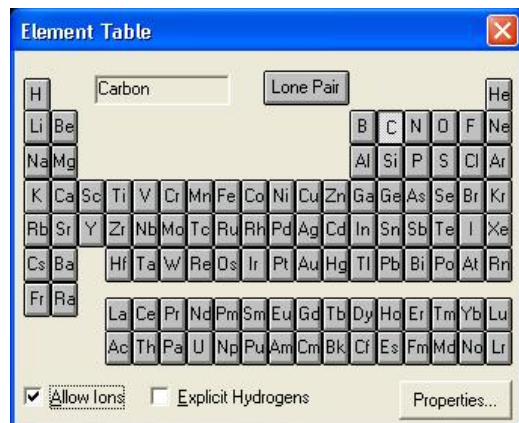 Element Table
Carbon Lone Pair
H He
Li Be B C N O F Ne
Na Mg Al Si P S Cl Ar
K Ca Sc Ti V Cr Mn Fe Co Ni Cu Zn Ga Ge As Se Br Kr
Rb Sr Y Zr Nb Mo Tc Ru Rh Pd Ag Cd In Sn Sb Te I Xe
Cs Ba Hf Ta W Re Os Ir Pt Au Hg Tl Pb Bi Po At Rn
Fr Ra
La Ce Pr Nd Pm Sm Eu Gd Tb Dy Ho Er Tm Yb Lu
Ac Th Pa U Np Pu Am Cm Bk Cf Es Fm Md No Lr
Allow Ions Explicit Hydrogens Properties...